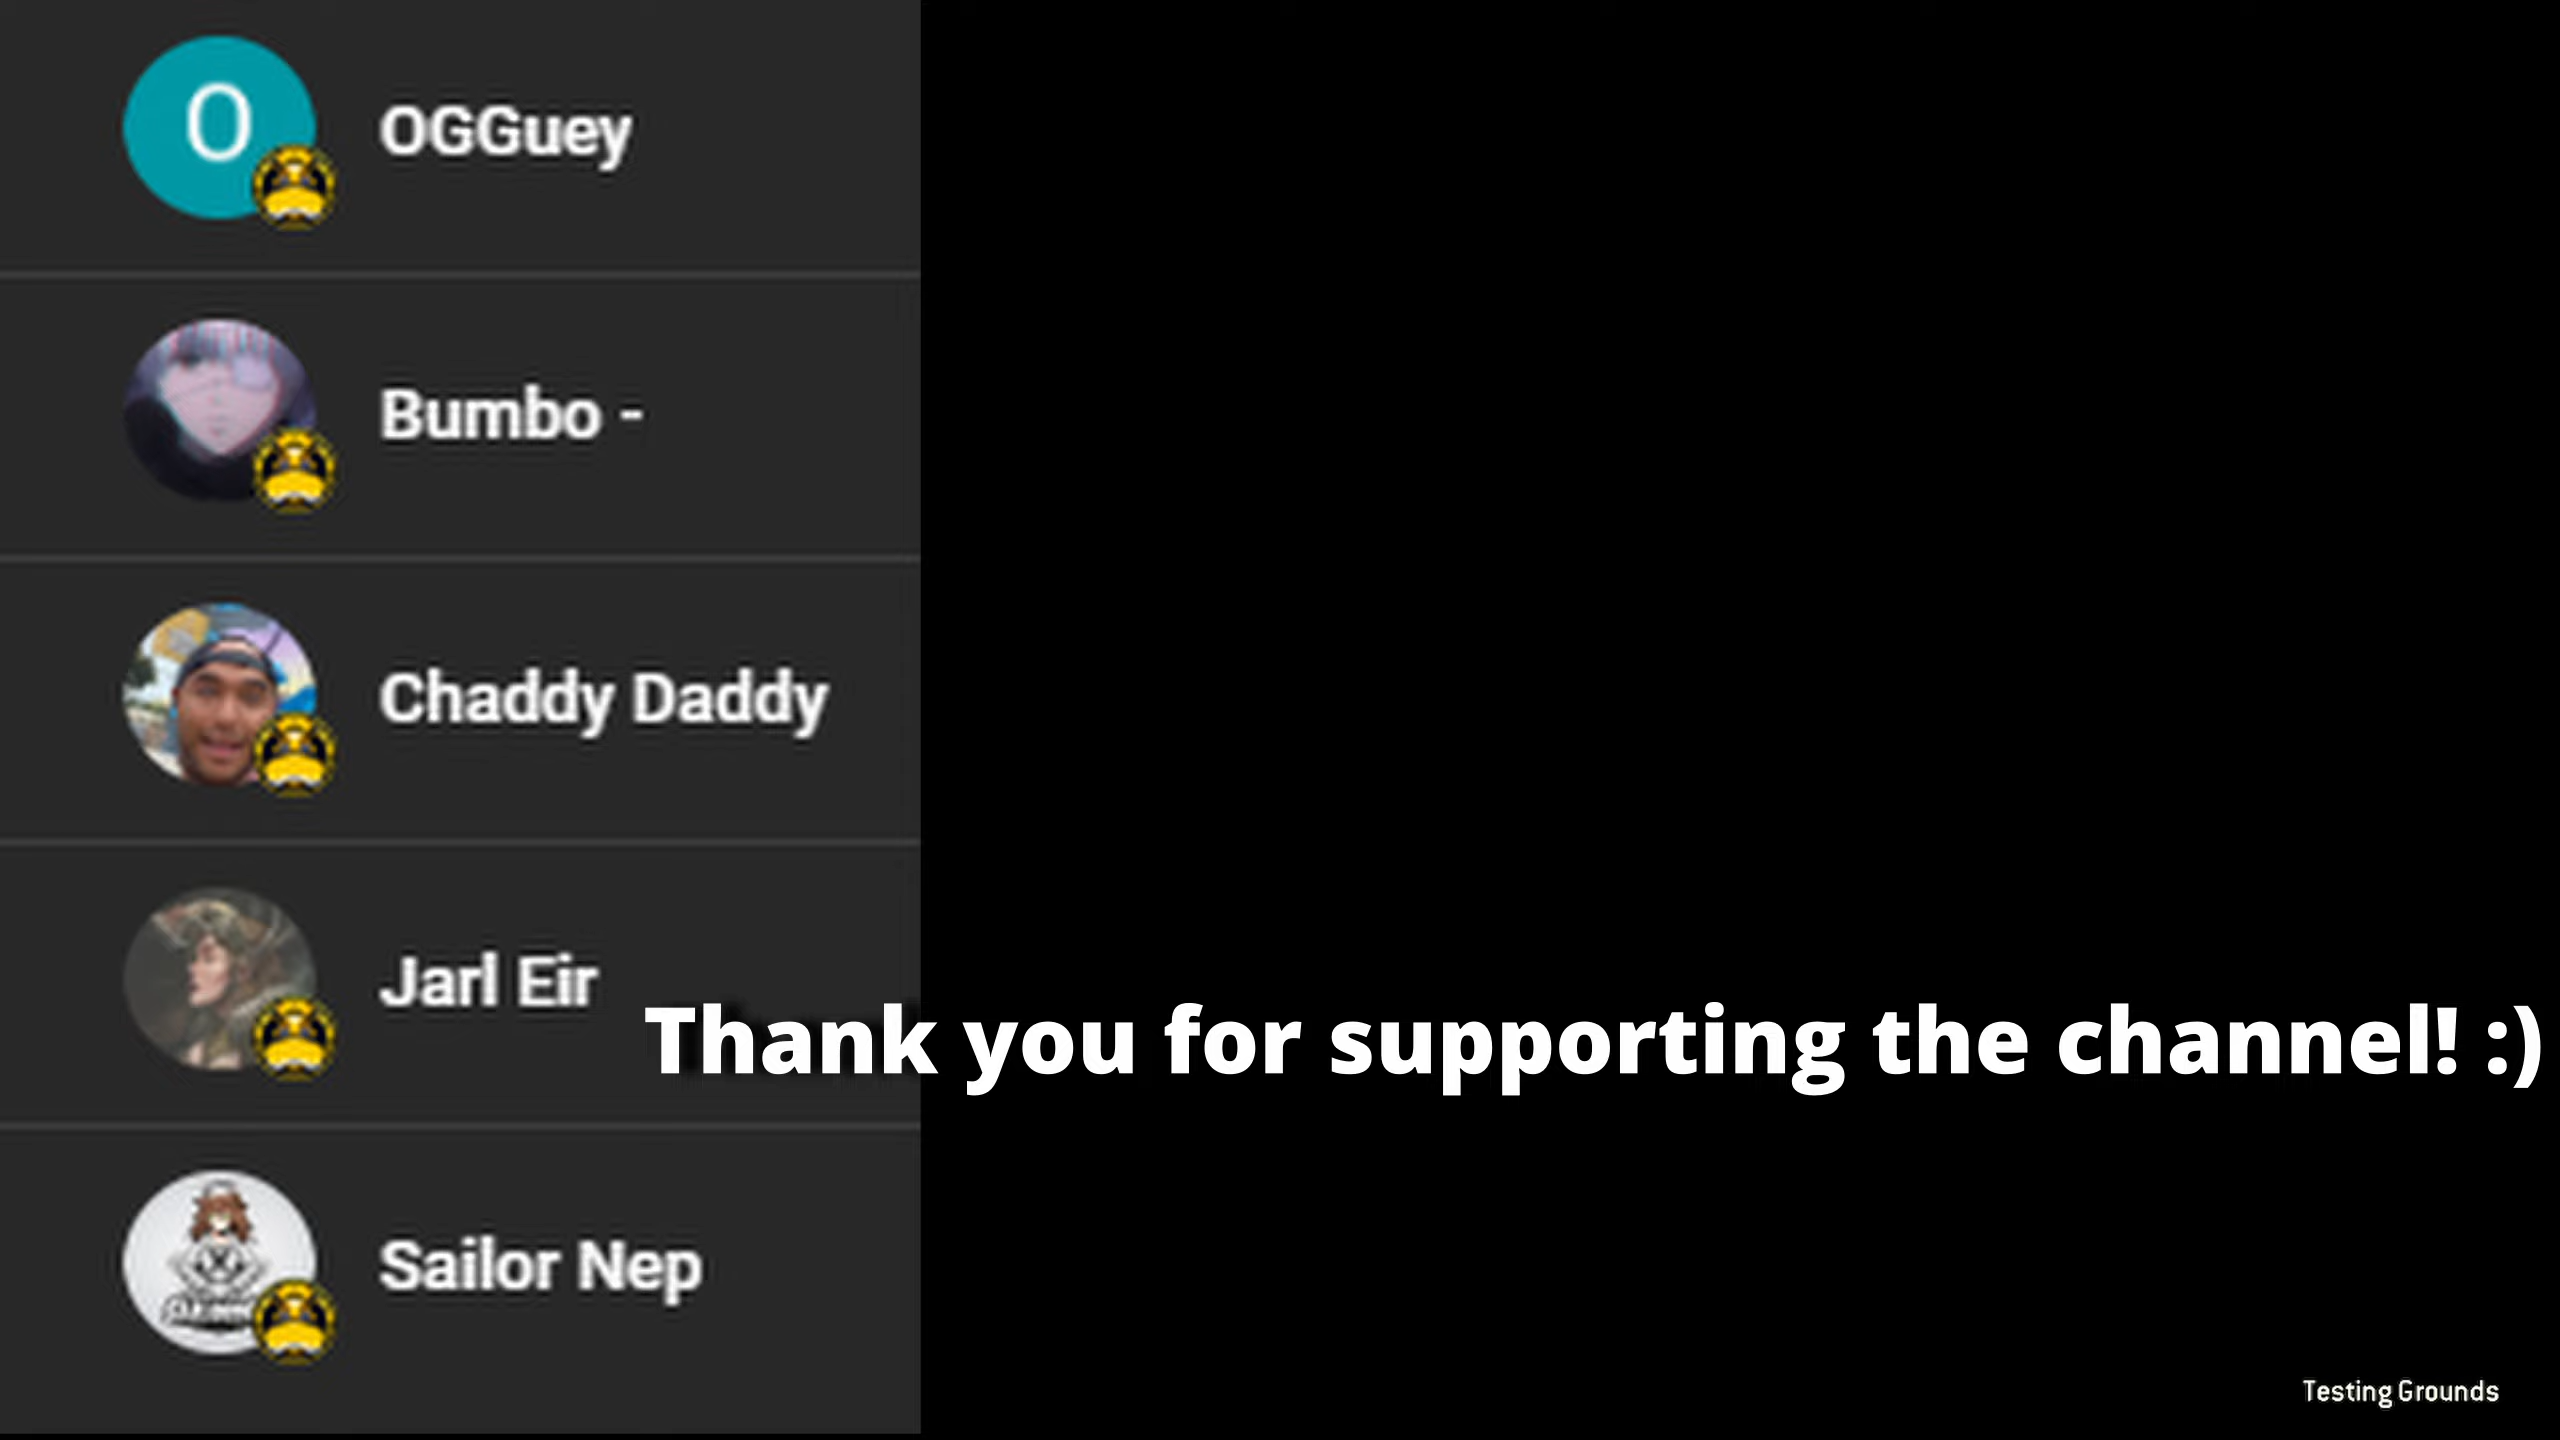 O
OGGuey
Bumbo -
Chaddy Daddy
Jarl Eir
Thank you for supporting the channel! :)
Sailor Nep
Testing Grounds